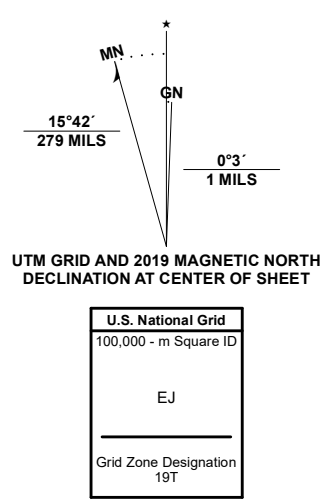 MN
GN
15°42´
279 MILS
0°3´
1 MILS
UTM GRID AND 2019 MAGNETIC NORTH
DECLINATION AT CENTER OF SHEET
U.S. National Grid
100,000 - m Square ID
EJ
Grid Zone Designation
19T